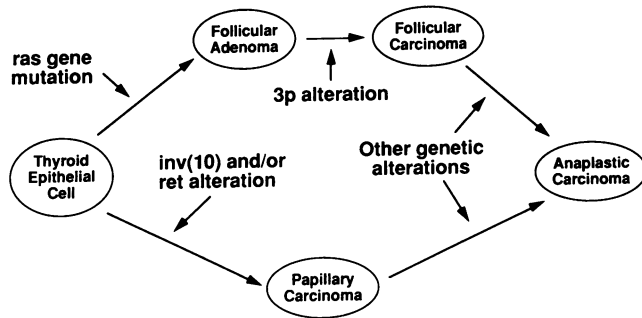 ras gene
mutation
Follicular
Adenoma
3p alteration
Follicular
Carcinoma
Thyroid
Epithelial
Cell
inv(10) and/or
ret alteration
Other genetic
alterations
Anaplastic
Carcinoma
Papillary
Carcinoma